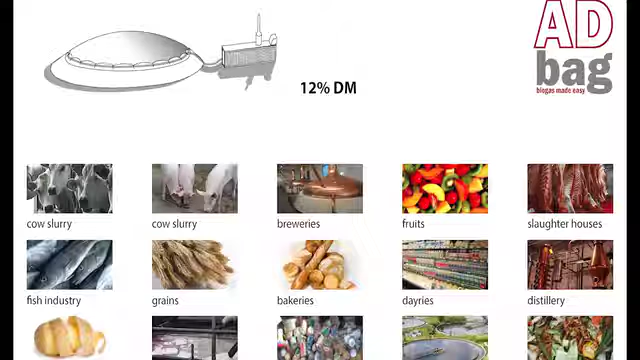 AD
bag
biogas made easy
12% DM
cow slurry
cow slurry
breweries
fruits
slaughter houses
fish industry
grains
bakeries
dayries
distillery